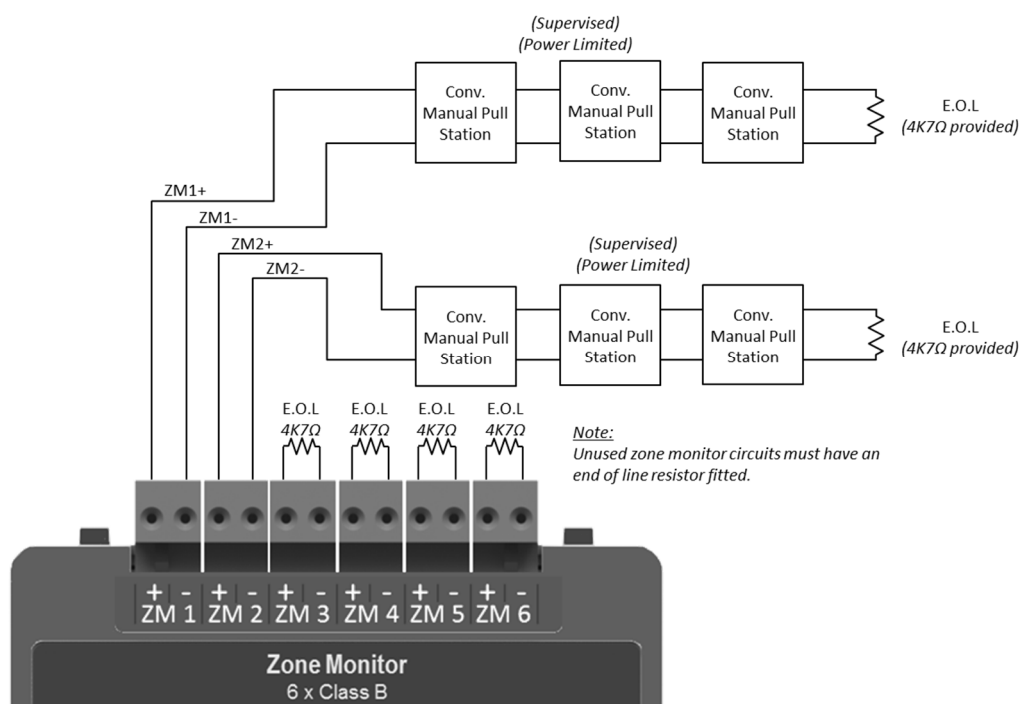 (Supervised)
(Power Limited)
Conv.
Manual Pull
Station
Conv.
Manual Pull
Station
Conv.
Manual Pull
Station
E.O.L
(4K7Ω provided)
ZM1+
ZM1-
ZM2+
ZM2-
(Supervised)
(Power Limited)
Conv.
Manual Pull
Station
Conv.
Manual Pull
Station
Conv.
Manual Pull
Station
E.O.L
(4K7Ω provided)
E.O.L
4K7Ω
E.O.L
4K7Ω
E.O.L
4K7Ω
E.O.L
4K7Ω
Note:
Unused zone monitor circuits must have an
end of line resistor fitted.
+ - + - + - + - + - + -
ZM 1 ZM 2 ZM 3 ZM 4 ZM 5 ZM 6
Zone Monitor
6 x Class B